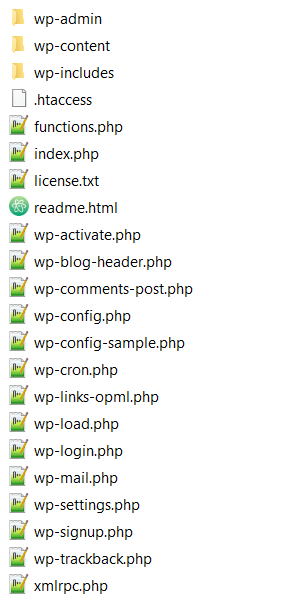 wp-admin
wp-content
wp-includes
.htaccess
functions.php
index.php
license.txt
readme.html
wp-activate.php
wp-blog-header.php
wp-comments-post.php
wp-config.php
wp-config-sample.php
wp-cron.php
wp-links-opml.php
wp-load.php
wp-login.php
wp-mail.php
wp-settings.php
wp-signup.php
wp-trackback.php
xmlrpc.php